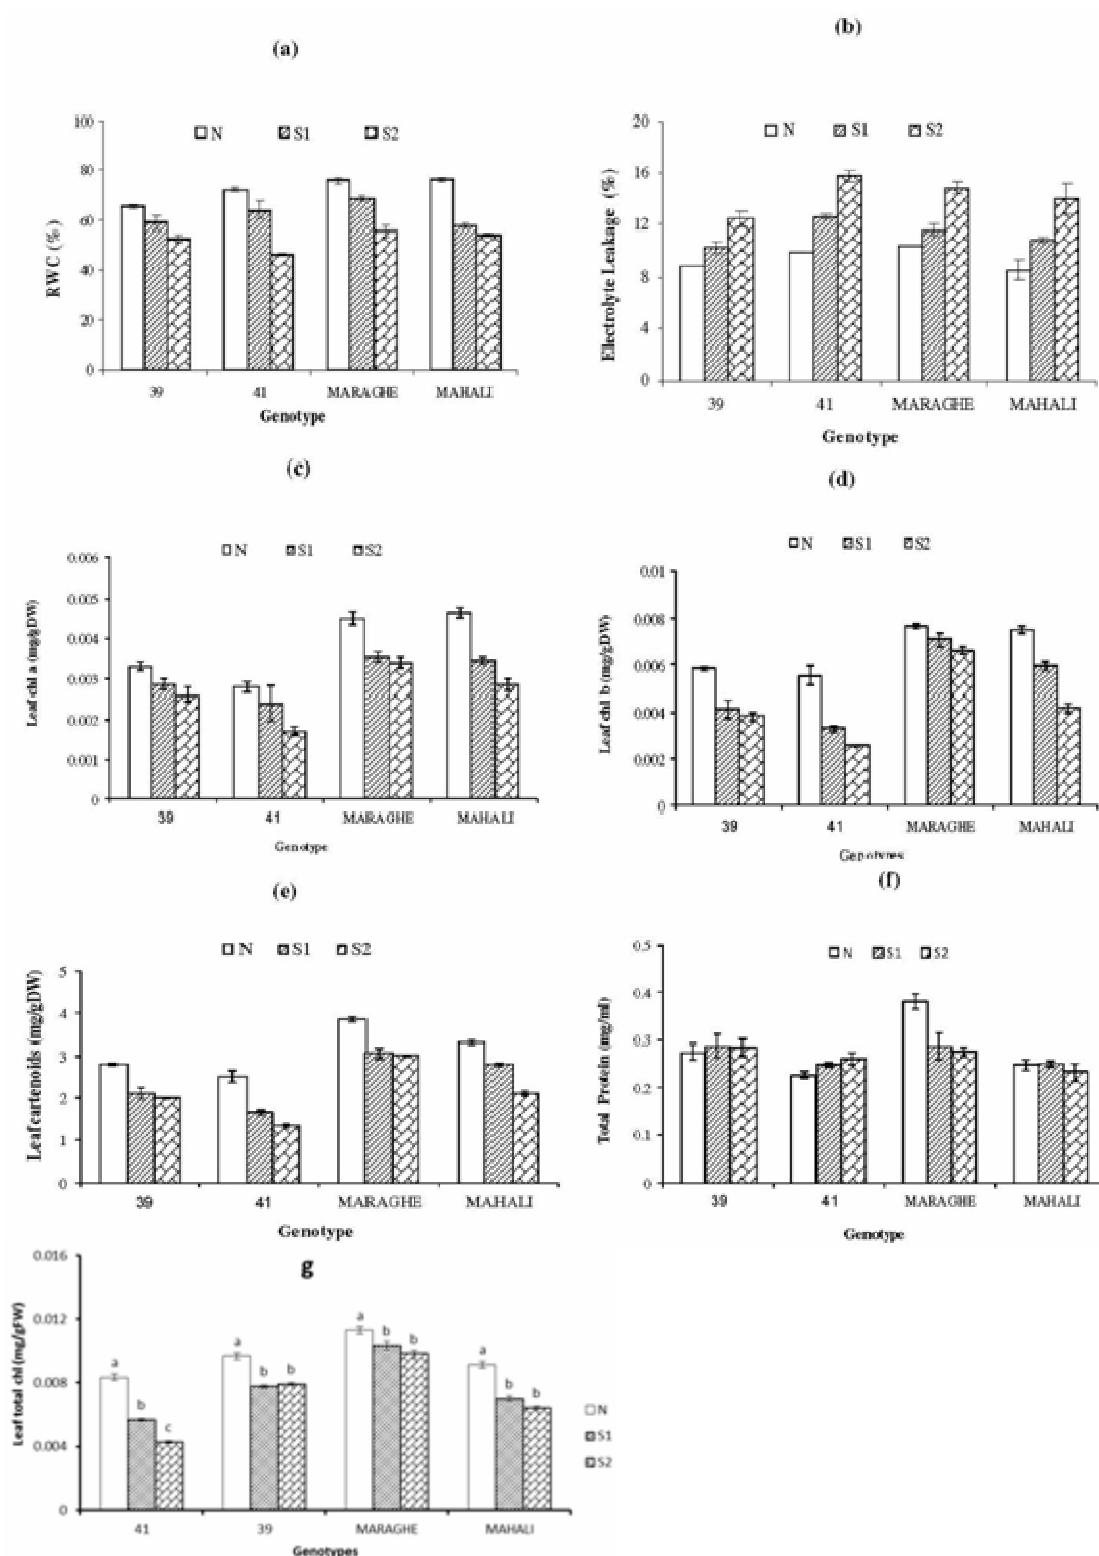 (a)
N S1 S2
100
80
60
40
20
0
RWC (%)
39 41 MARAGHE MAHALI
Genotype
(b)
N S1 S2
20
16
12
8
4
0
Electrolyte Leakage (%)
39 41 MARAGHE MAHALI
Genotype
(c)
N S1 S2
0.006
0.005
0.004
0.003
0.002
0.001
0
Leaf chl a (mg/gDW)
39 41 MARAGHE MAHALI
Genotype
(d)
N S1 S2
0.01
0.008
0.006
0.004
0.002
0
Leaf chl b (mg/gDW)
39 41 MARAGHE MAHALI
Genotypes
(e)
N S1 S2
5
4
3
2
1
0
Leaf cartenoids (mg/gDW)
39 41 MARAGHE MAHALI
Genotype
(f)
N S1 S2
0.5
0.4
0.3
0.2
0.1
0
Total Protein (mg/ml)
39 41 MARAGHE MAHALI
Genotype
g
0.016
0.012
0.008
0.004
0
Leaf total chl (mg/gFW)
a b c
a b b
a b b
a b b
N
S1
S2
41 39 MARAGHE MAHALI
Genotypes